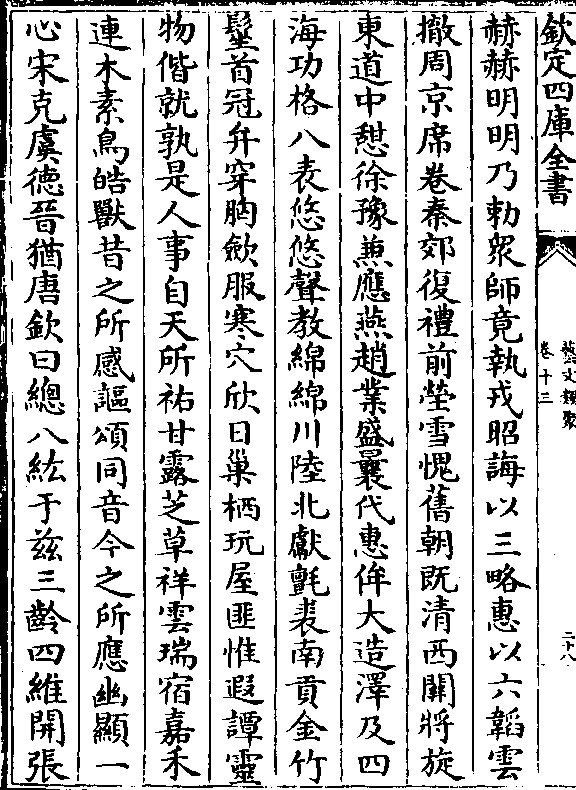 欽定四庫全書
藝文類聚
卷十三
二十八
赫赫明明乃勅衆師竟執戎昭誨以三略惠以六韜雲
撤周京席卷秦郊復禮前塋雪愧舊朝既清西關將旋
東道中憇徐豫燕應燕趙業盛曩代惠侔大造澤及四
海功格八表悠悠聲教綿綿川陸北獻氊裘南貢金竹
髽首冠弁穿胸歛服寒穴欣日巢栖玩屋匪惟遐譚靈
物偕就孰是人事自天所祐甘露芝草祥雲瑞宿嘉禾
連木素鳥皓獸昔之所感謳頌同音今之所應幽顯一
心宋克虞德晉猶唐欽曰總八紘于兹三齡四維開張